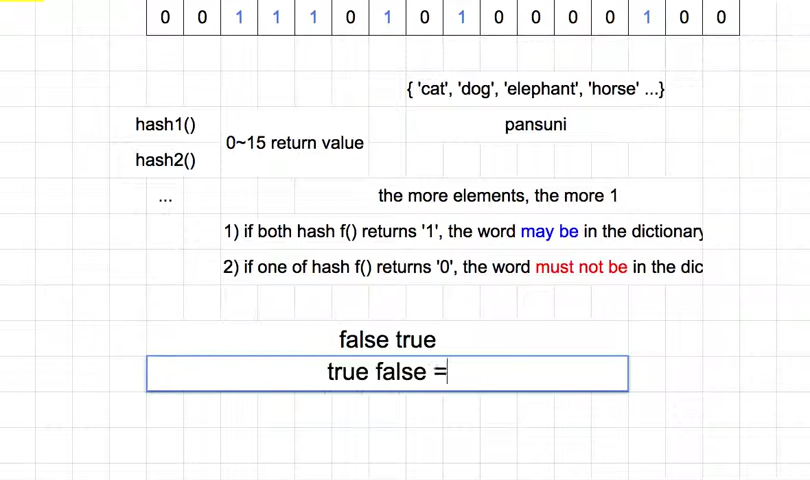 0 0 1 1 1 0 1 0 1 0 0 0 0 1 0 0
{ 'cat', 'dog', 'elephant', 'horse' ...}
hash1()
pansuni
0~15 return value
hash2()
...
the more elements, the more 1
1) if both hash f() returns '1', the word may be in the dictionary
2) if one of hash f() returns '0', the word must not be in the dic
false true
true false =